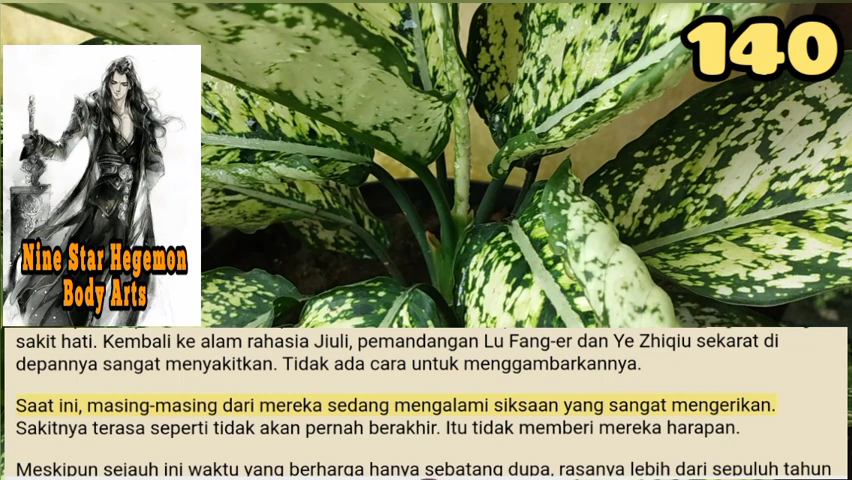 140
Nine Star Hegemon
Body Arts
sakit hati. Kembali ke alam rahasia Jiuli, pemandangan Lu Fang-er dan Ye Zhiqiu sekarat di
depannya sangat menyakitkan. Tidak ada cara untuk menggambarkannya.
Saat ini, masing-masing dari mereka sedang mengalami siksaan yang sangat mengerikan.
Sakitnya terasa seperti tidak akan pernah berakhir. Itu tidak memberi mereka harapan.
Meskipun sejauh ini waktu yang berharga hanya sebatang dupa, rasanya lebih dari sepuluh tahun